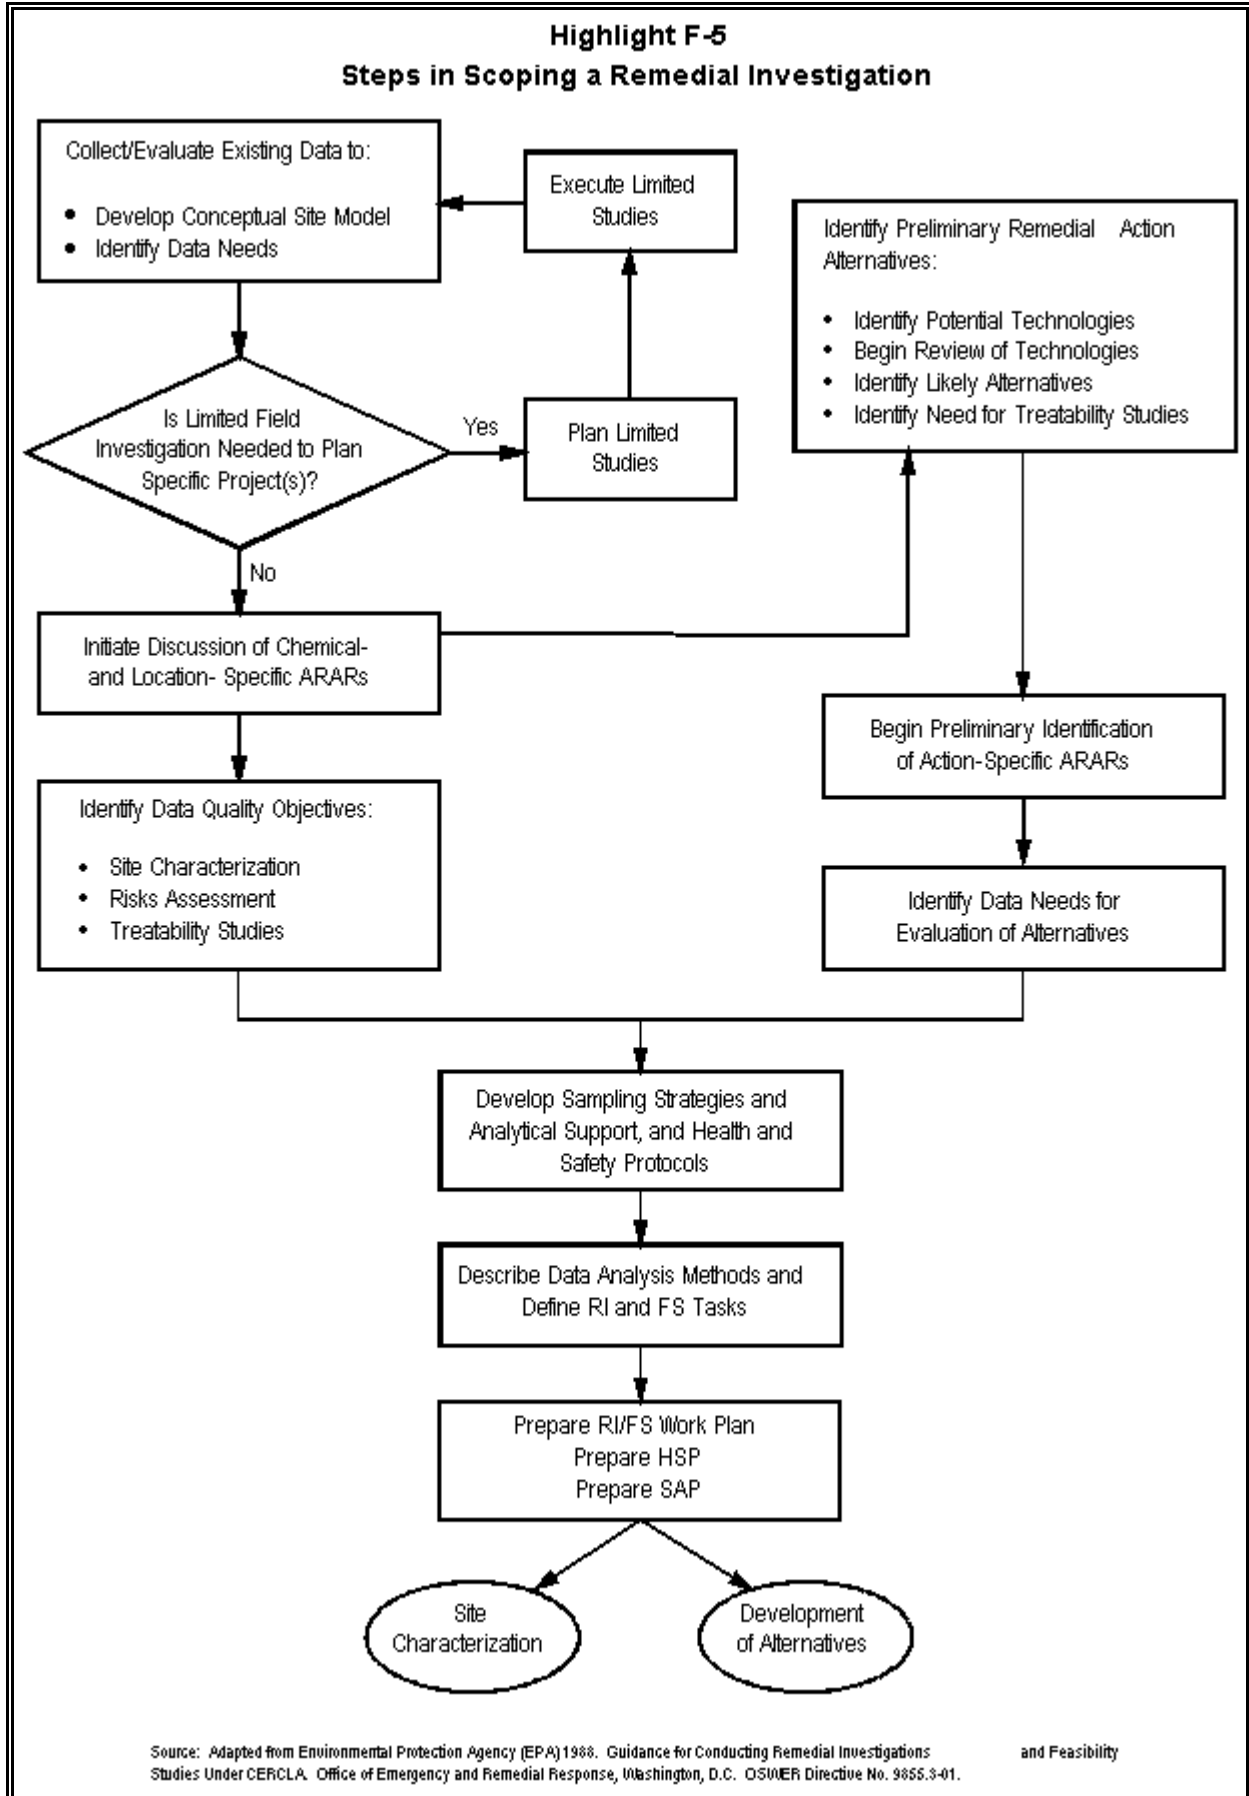 Highlight F-5
Steps in Scoping a Remedial Investigation
Collect/Evaluate Existing Data to:
• Develop Conceptual Site Model
• Identify Data Needs
Execute Limited
Studies
Identify Preliminary Remedial Action
Alternatives:
• Identify Potential Technologies
• Begin Review of Technologies
• Identify Likely Alternatives
• Identify Need for Treatability Studies
Is Limited Field
Investigation Needed to Plan
Specific Project(s)?
Yes
Plan Limited
Studies
No
Initiate Discussion of Chemical-
and Location- Specific ARARs
Begin Preliminary Identification
of Action-Specific ARARs
Identify Data Quality Objectives:
• Site Characterization
• Risks Assessment
• Treatability Studies
Identify Data Needs for
Evaluation of Alternatives
Develop Sampling Strategies and
Analytical Support, and Health and
Safety Protocols
Describe Data Analysis Methods and
Define RI and FS Tasks
Prepare RI/FS Work Plan
Prepare HSP
Prepare SAP
Site
Characterization
Development
of Alternatives
Source: Adapted from Environmental Protection Agency (EPA) 1988. Guidance for Conducting Remedial Investigations and Feasibility
Studies Under CERCLA. Office of Emergency and Remedial Response, Washington, D.C. OSWER Directive No. 9855.3-01.